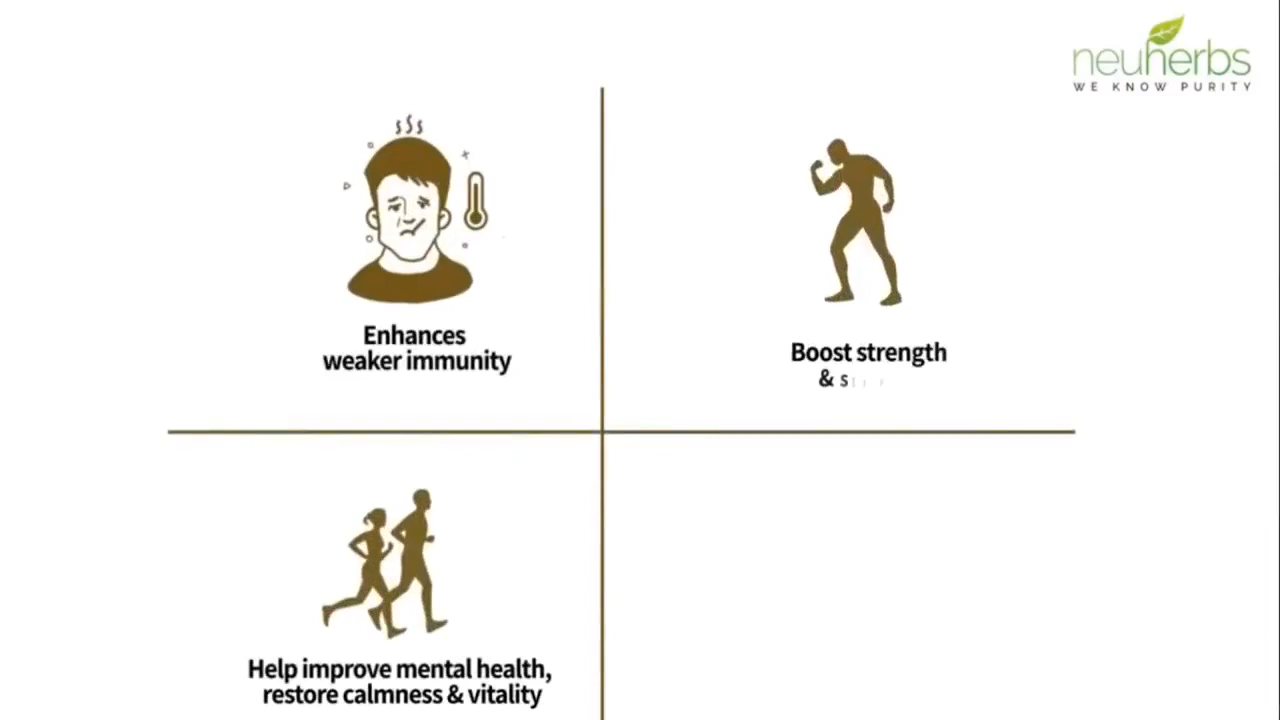 neuherbs
WE KNOW PURITY
Enhances
weaker immunity
Boost strength
&
Help improve mental health,
restore calmness & vitality